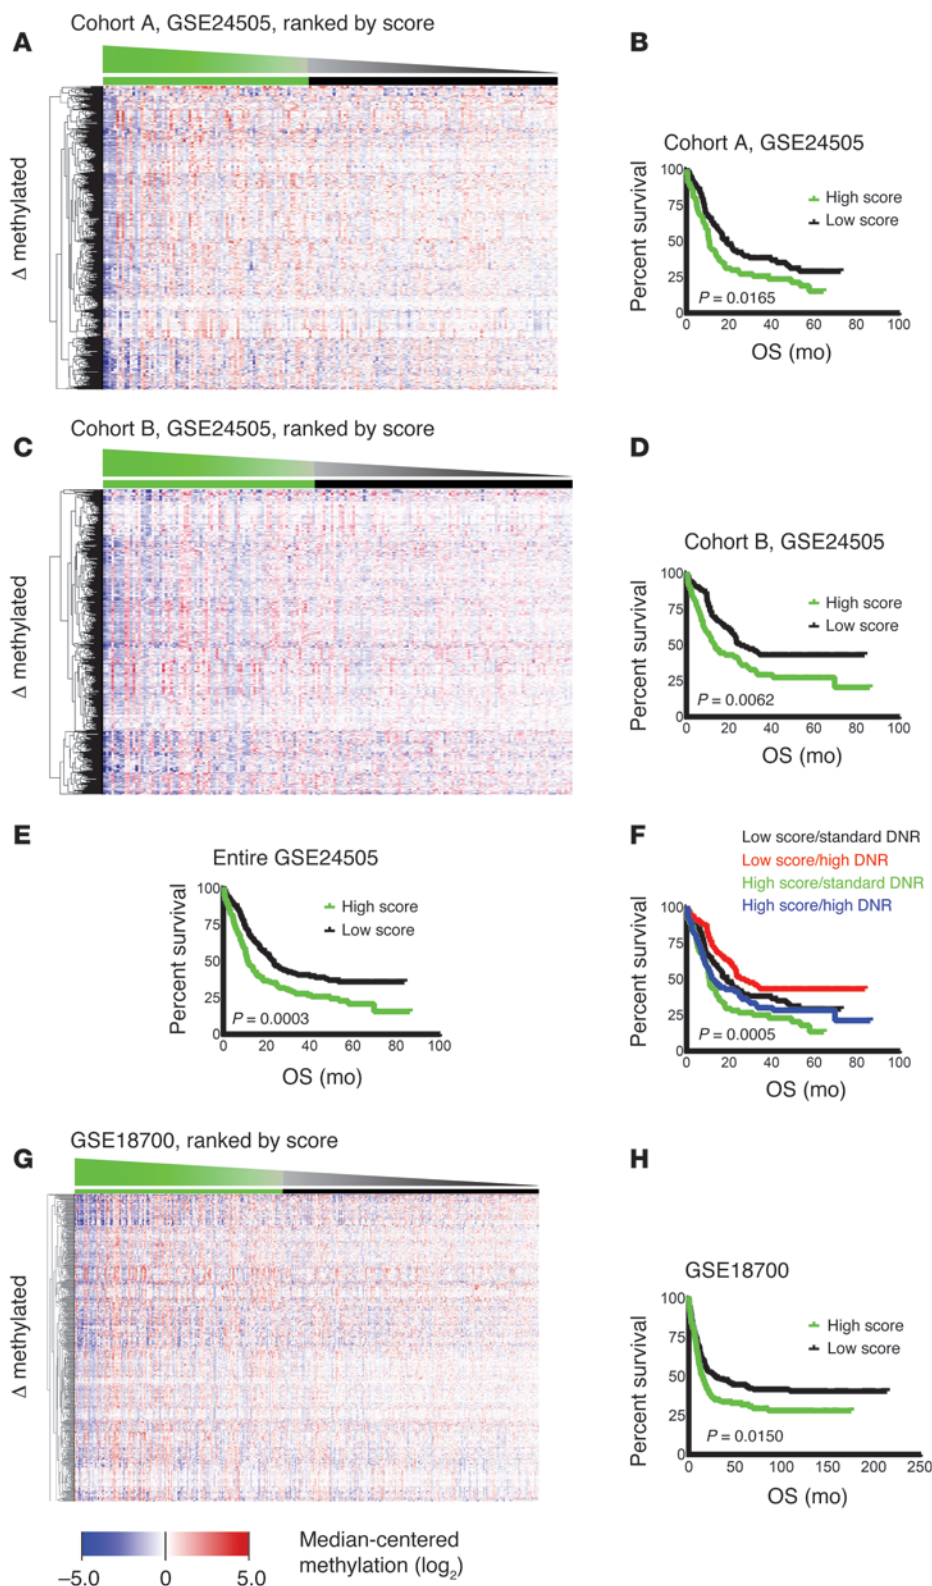 A
Cohort A, GSE24505, ranked by score
Δ methylated
B
Cohort A, GSE24505
Percent survival
100
75
50
25
0
High score
Low score
P = 0.0165
0 20 40 60 80 100
OS (mo)
C
Cohort B, GSE24505, ranked by score
Δ methylated
D
Cohort B, GSE24505
Percent survival
100
75
50
25
0
High score
Low score
P = 0.0062
0 20 40 60 80 100
OS (mo)
E
Entire GSE24505
Percent survival
100
75
50
25
0
High score
Low score
P = 0.0003
0 20 40 60 80 100
OS (mo)
F
Low score/standard DNR
Low score/high DNR
High score/standard DNR
High score/high DNR
Percent survival
100
75
50
25
0
P = 0.0005
0 20 40 60 80 100
OS (mo)
G
GSE18700, ranked by score
Δ methylated
H
GSE18700
Percent survival
100
75
50
25
0
High score
Low score
P = 0.0150
0 50 100 150 200 250
OS (mo)
–5.0 0 5.0
Median-centered
methylation (log₂)